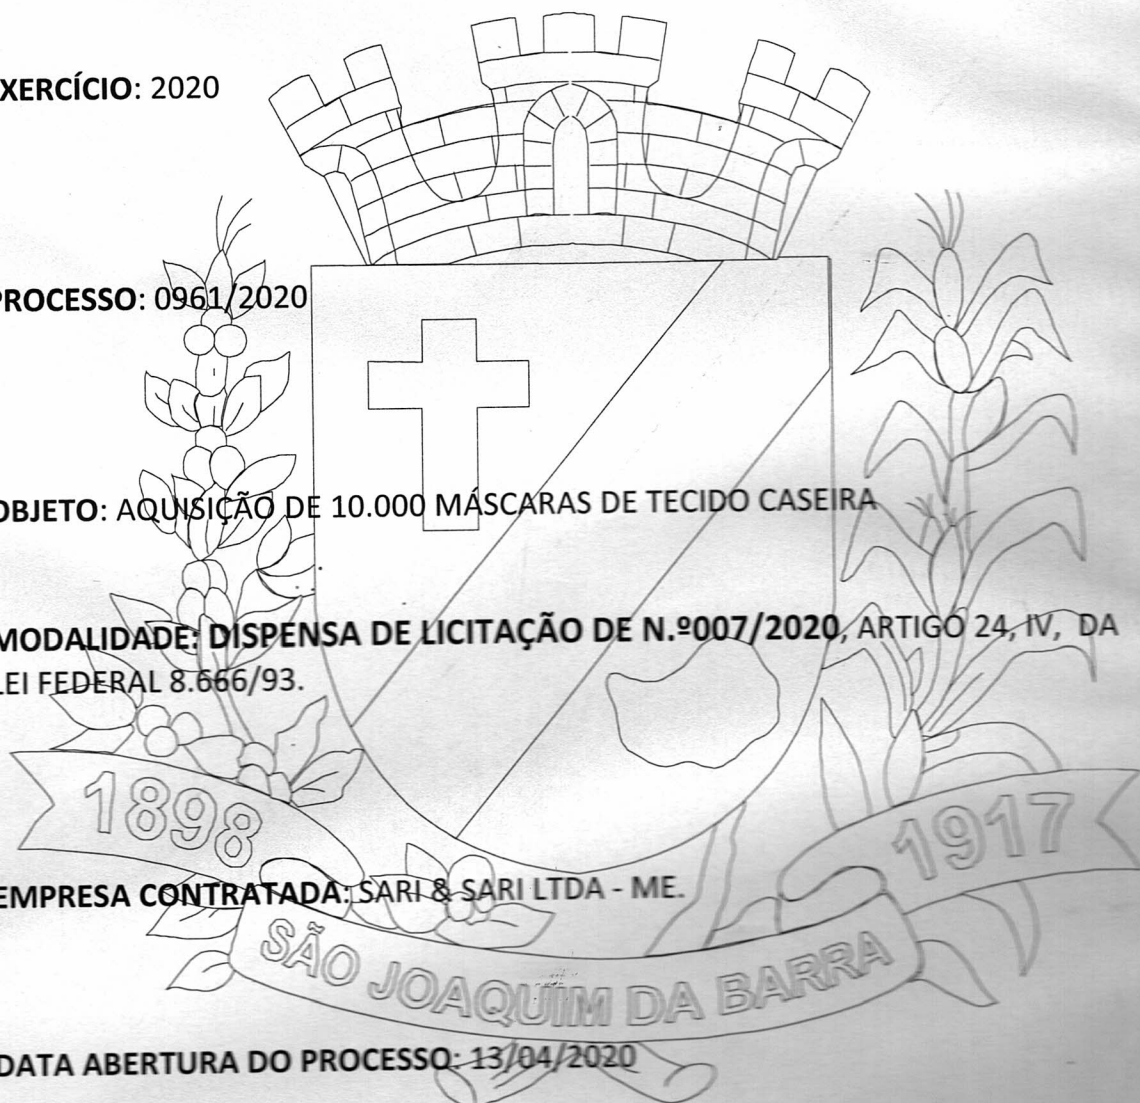 XERCÍCIO: 2020
PROCESSO: 0961/2020
OBJETO: AQUISIÇÃO DE 10.000 MÁSCARAS DE TECIDO CASEIRA
MODALIDADE: DISPENSA DE LICITAÇÃO DE N.º007/2020, ARTIGO 24, IV, DA
LEI FEDERAL 8.666/93.
1898
1917
EMPRESA CONTRATADA: SARI & SARI LTDA - ME.
SÃO JOAQUIM DA BARRA
DATA ABERTURA DO PROCESSO: 13/04/2020